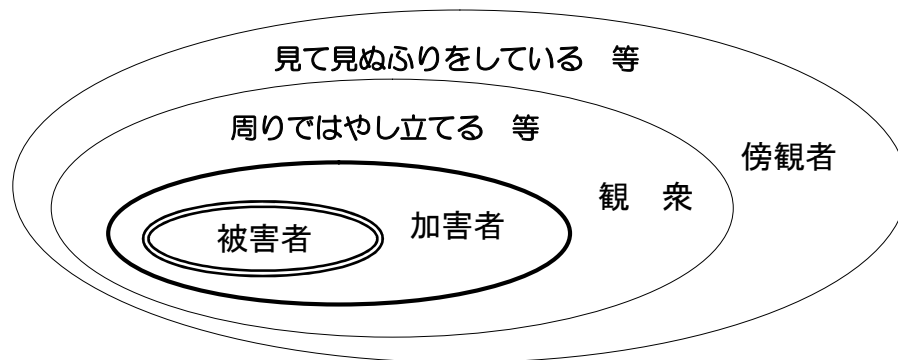 見て見ぬふりをしている　等
周りではやし立てる　等
傍観者
観　衆
加害者
被害者